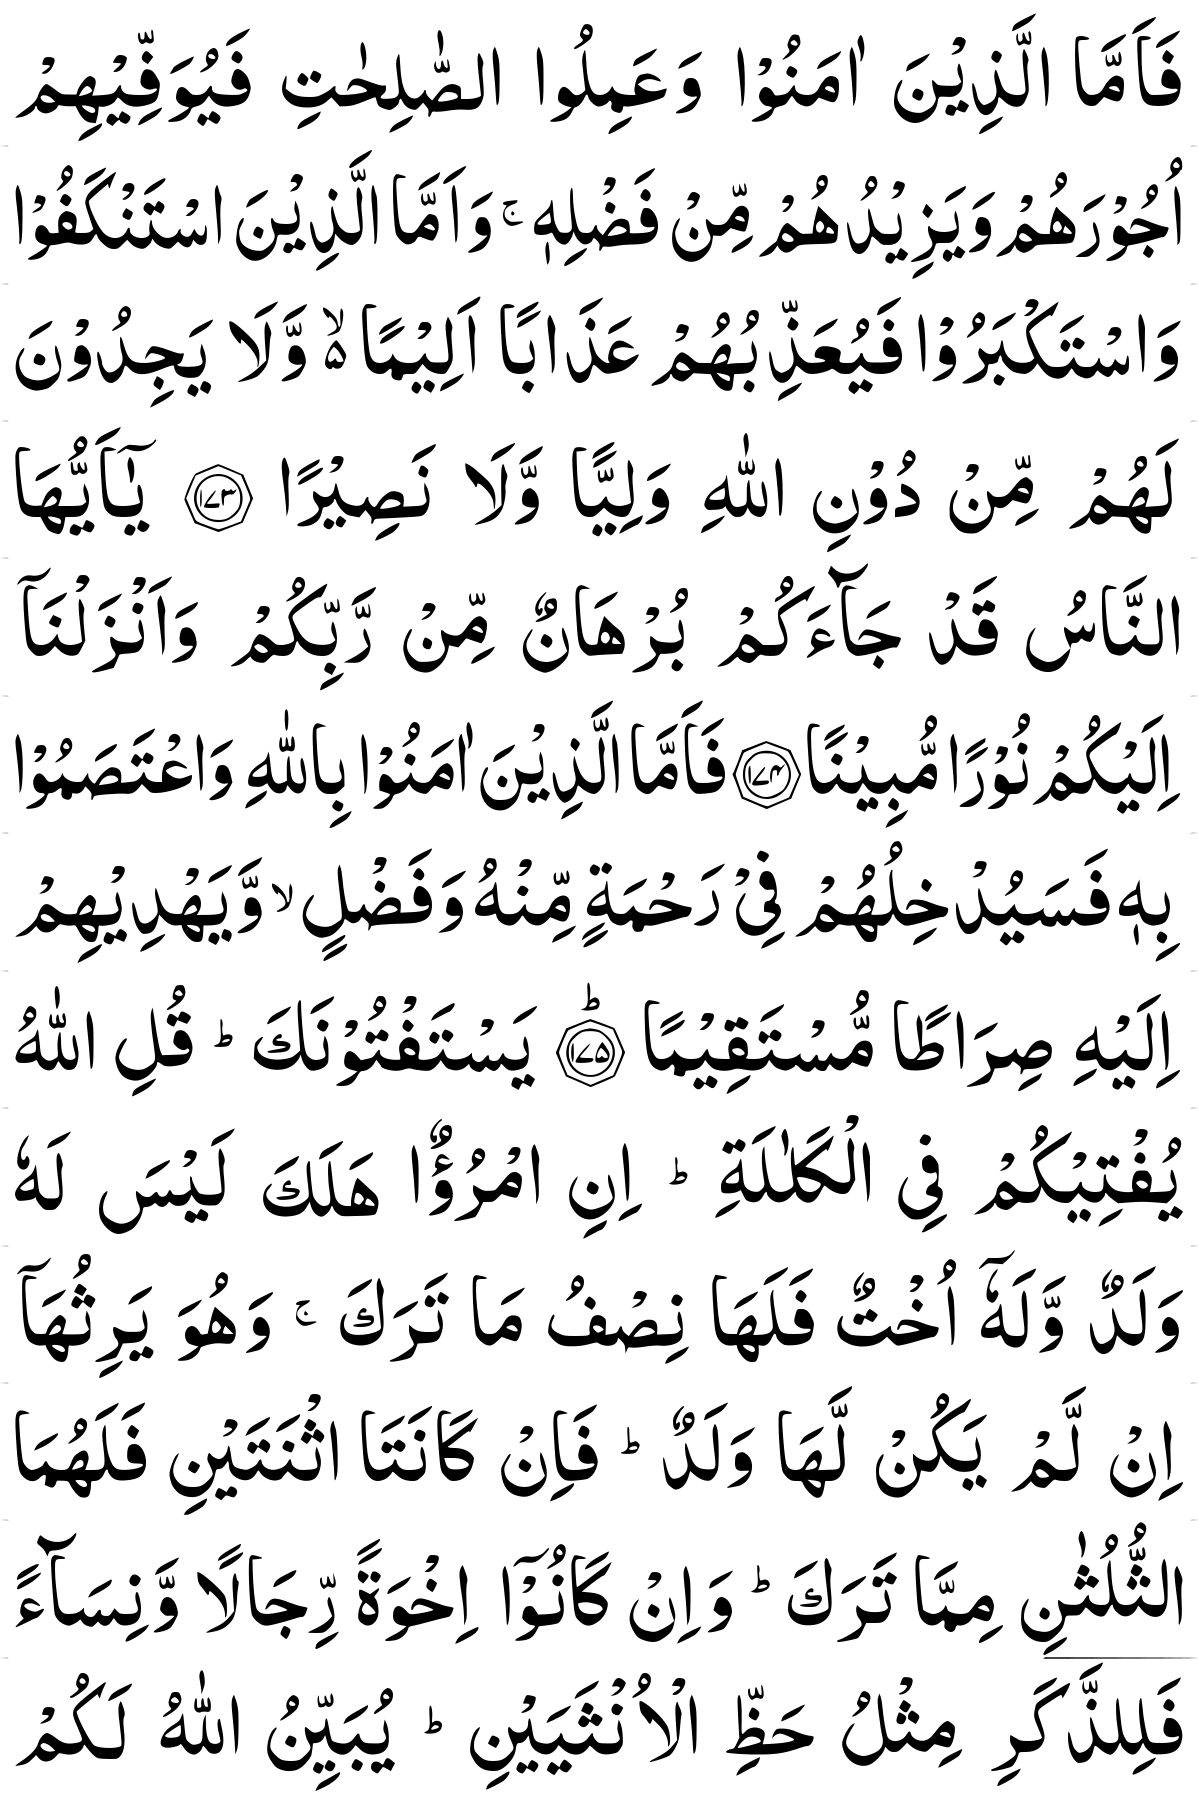 فَاَمَّا الَّذِيۡنَ اٰمَنُوۡا وَعَمِلُوا الصّٰلِحٰتِ فَيُوَفِّيۡهِمۡ
اُجُوۡرَهُمۡ وَيَزِيۡدُهُمۡ مِّنۡ فَضۡلِهٖ‌ ۚ وَاَمَّا الَّذِيۡنَ اسۡتَنۡكَفُوۡا
وَاسۡتَكۡبَرُوۡا فَيُعَذِّبُهُمۡ عَذَابًا اَلِيۡمًا ۙ۬ وَّلَا يَجِدُوۡنَ
لَهُمۡ مِّنۡ دُوۡنِ اللّٰهِ وَلِيًّا وَّلَا نَصِيۡرًا ‏﴿۱۷۳﴾‏ يٰۤاَيُّهَا
النَّاسُ قَدۡ جَآءَكُمۡ بُرۡهَانٌ مِّنۡ رَّبِّكُمۡ وَاَنۡزَلۡنَاۤ
اِلَيۡكُمۡ نُوۡرًا مُّبِيۡنًا ‏﴿۱۷۴﴾‏ فَاَمَّا الَّذِيۡنَ اٰمَنُوۡا بِاللّٰهِ وَاعۡتَصَمُوۡا
بِهٖ فَسَيُدۡخِلُهُمۡ فِىۡ رَحۡمَةٍ مِّنۡهُ وَفَضۡلٍۙ وَّيَهۡدِيۡهِمۡ
اِلَيۡهِ صِرَاطًا مُّسۡتَقِيۡمًا ؕ‏﴿۱۷۵﴾‏ يَسۡتَفۡتُوۡنَكَ ؕ قُلِ اللّٰهُ
يُفۡتِيۡكُمۡ فِى الۡكَلٰلَةِ‌ ؕ اِنِ امۡرُؤٌا هَلَكَ لَيۡسَ لَهٗ
وَلَدٌ وَّلَهٗۤ اُخۡتٌ فَلَهَا نِصۡفُ مَا تَرَكَ‌ ۚ وَهُوَ يَرِثُهَاۤ
اِنۡ لَّمۡ يَكُنۡ لَّهَا وَلَدٌ‌ ؕ فَاِنۡ كَانَتَا اثۡنَتَيۡنِ فَلَهُمَا
الثُّلُثٰنِ مِمَّا تَرَكَ‌ ؕ وَاِنۡ كَانُوۡۤا اِخۡوَةً رِّجَالًا وَّنِسَآءً
فَلِلذَّكَرِ مِثۡلُ حَظِّ الۡاُنۡثَيَيۡنِ‌ ؕ يُبَيِّنُ اللّٰهُ لَـكُمۡ